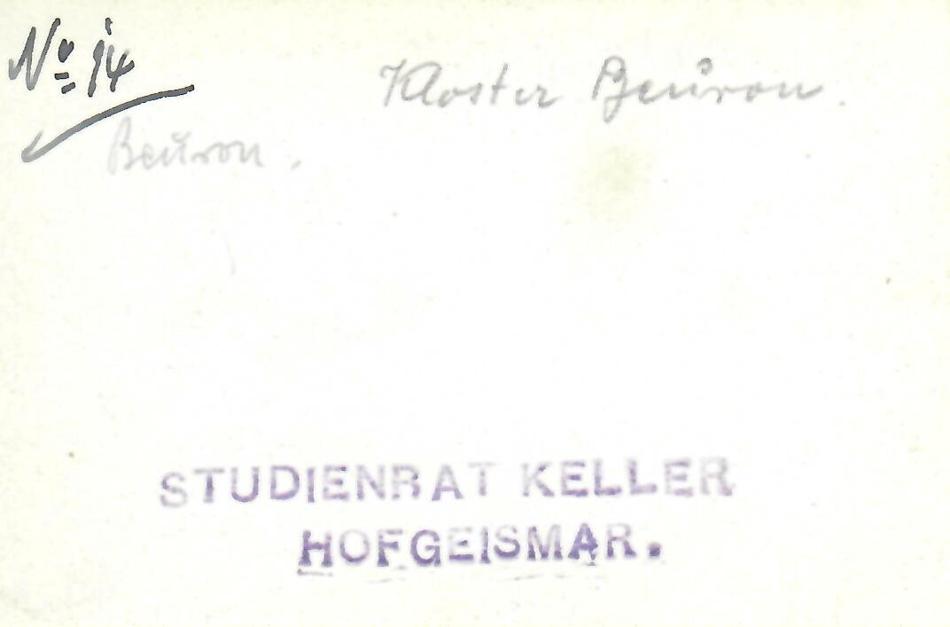 Nº 14
Kloster Beuron.
Beuron.
STUDIENRAT KELLER
HOFGEISMAR.